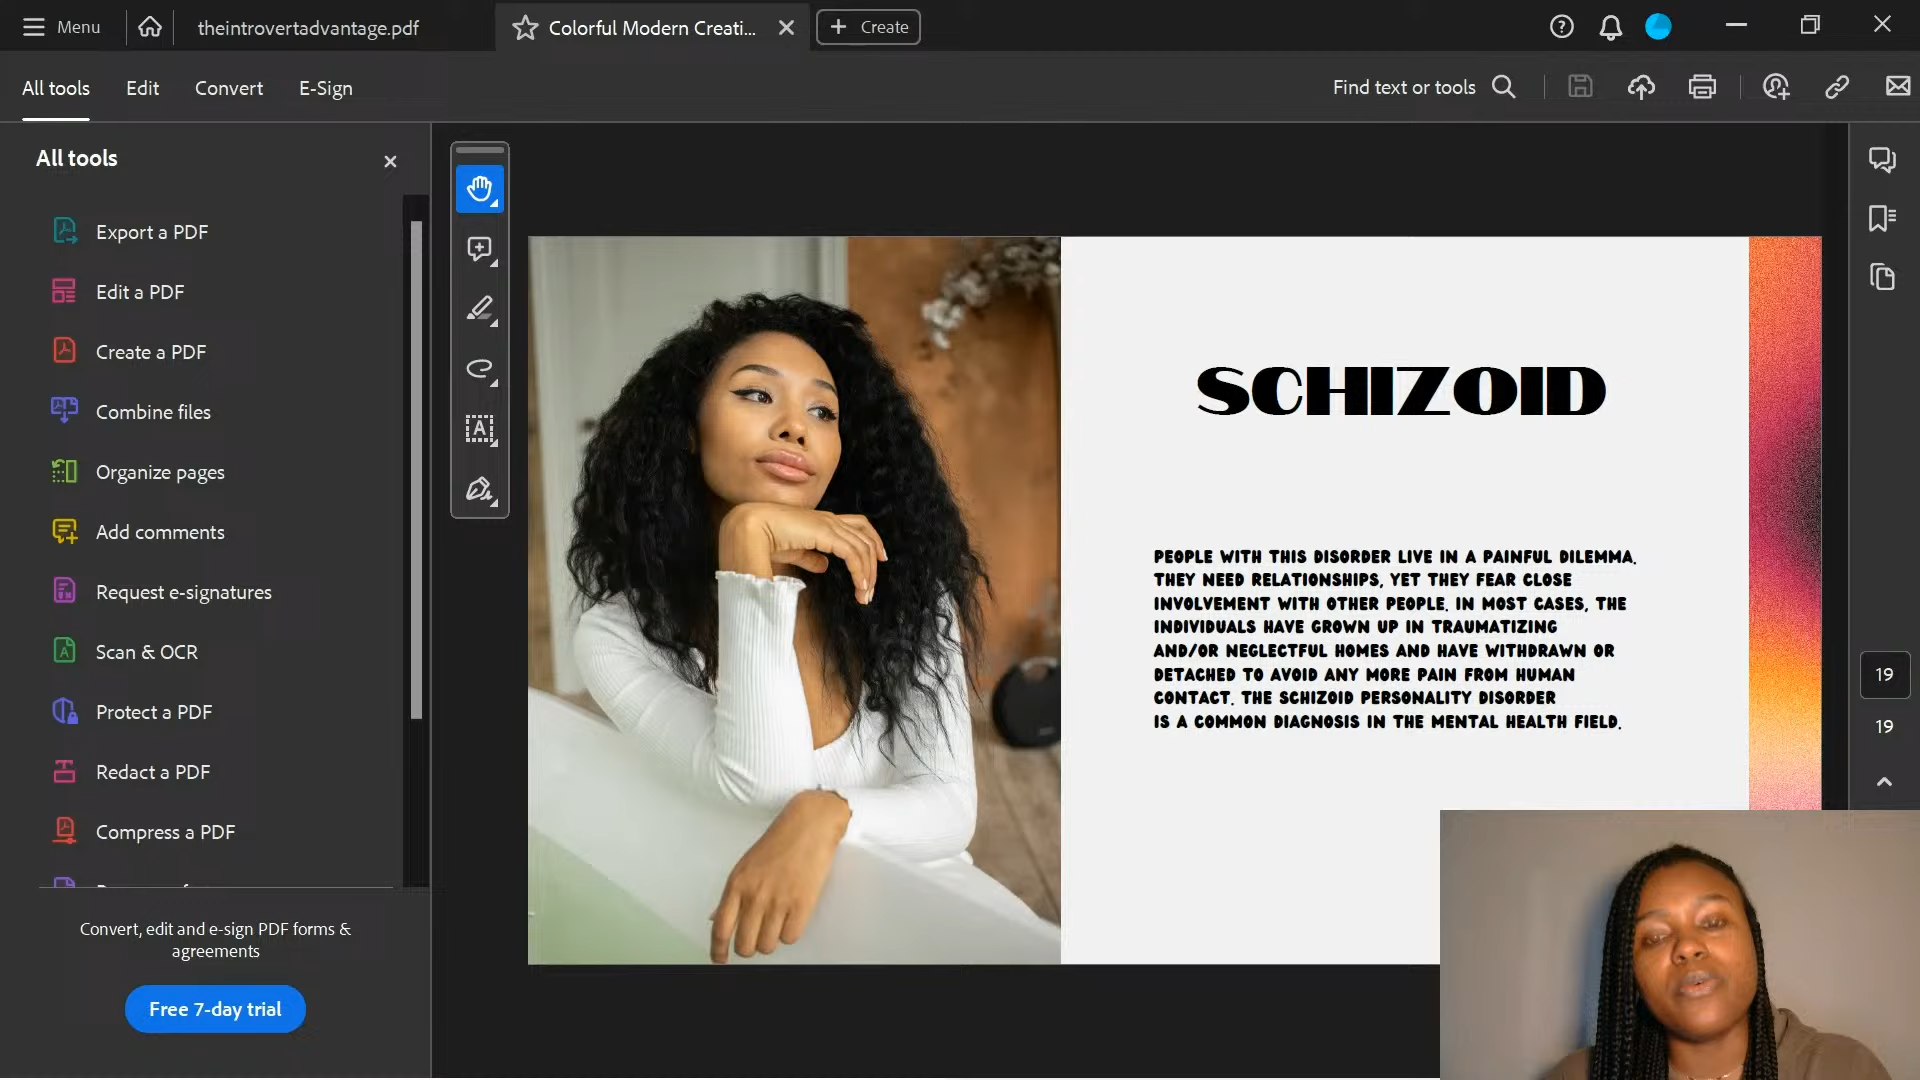 Menu
theintrovertadvantage.pdf
Colorful Modern Creati...
Create
All tools
Edit
Convert
E-Sign
Find text or tools
All tools
Export a PDF
Edit a PDF
Create a PDF
Combine files
Organize pages
Add comments
Request e-signatures
Scan & OCR
Protect a PDF
Redact a PDF
Compress a PDF
Convert, edit and e-sign PDF forms &
agreements
Free 7-day trial
SCHIZOID
PEOPLE WITH THIS DISORDER LIVE IN A PAINFUL DILEMMA.
THEY NEED RELATIONSHIPS, YET THEY FEAR CLOSE
INVOLVEMENT WITH OTHER PEOPLE. IN MOST CASES, THE
INDIVIDUALS HAVE GROWN UP IN TRAUMATIZING
AND/OR NEGLECTFUL HOMES AND HAVE WITHDRAWN OR
DETACHED TO AVOID ANY MORE PAIN FROM HUMAN
CONTACT. THE SCHIZOID PERSONALITY DISORDER
IS A COMMON DIAGNOSIS IN THE MENTAL HEALTH FIELD.
19
19